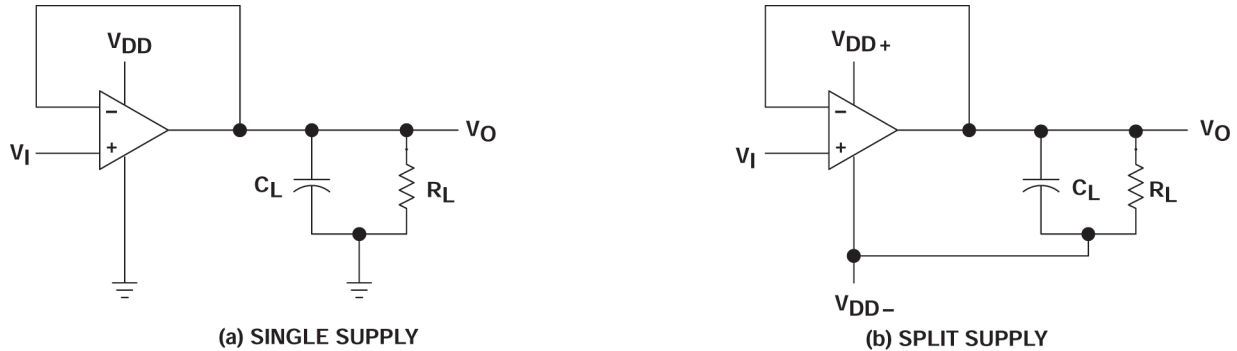 VDD
−
+
VI
VO
CL
RL
(a) SINGLE SUPPLY
VDD+
−
+
VI
VO
CL
RL
VDD−
(b) SPLIT SUPPLY